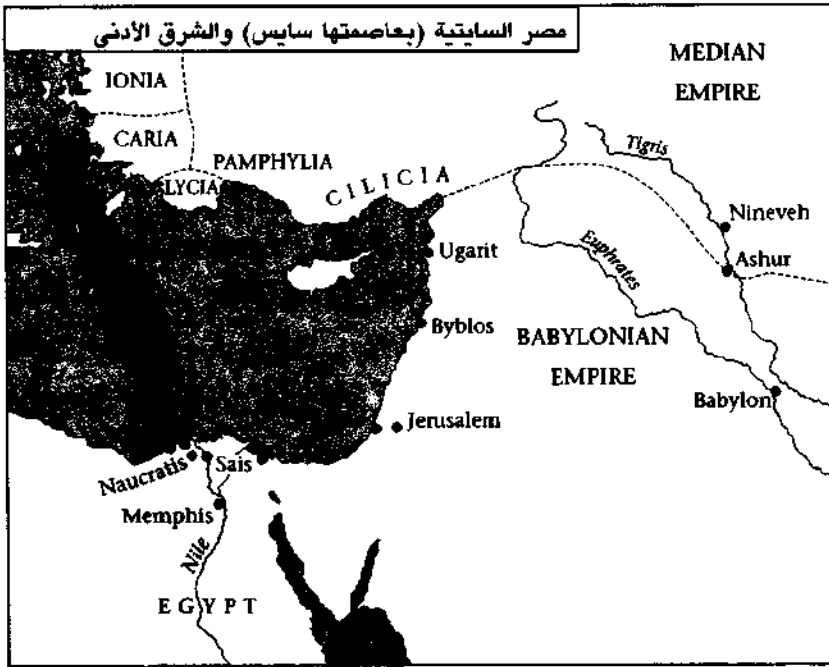 مصر السايتية (بعاصمتها سايس) والشرق الأدنى
MEDIAN
EMPIRE
IONIA
CARIA
LYCIA
PAMPHYLIA
CILICIA
Tigris
Nineveh
Ashur
Euphrates
Ugarit
Byblos
BABYLONIAN
EMPIRE
Babylon
Jerusalem
Naucratis
Sais
Memphis
Nile
EGYPT